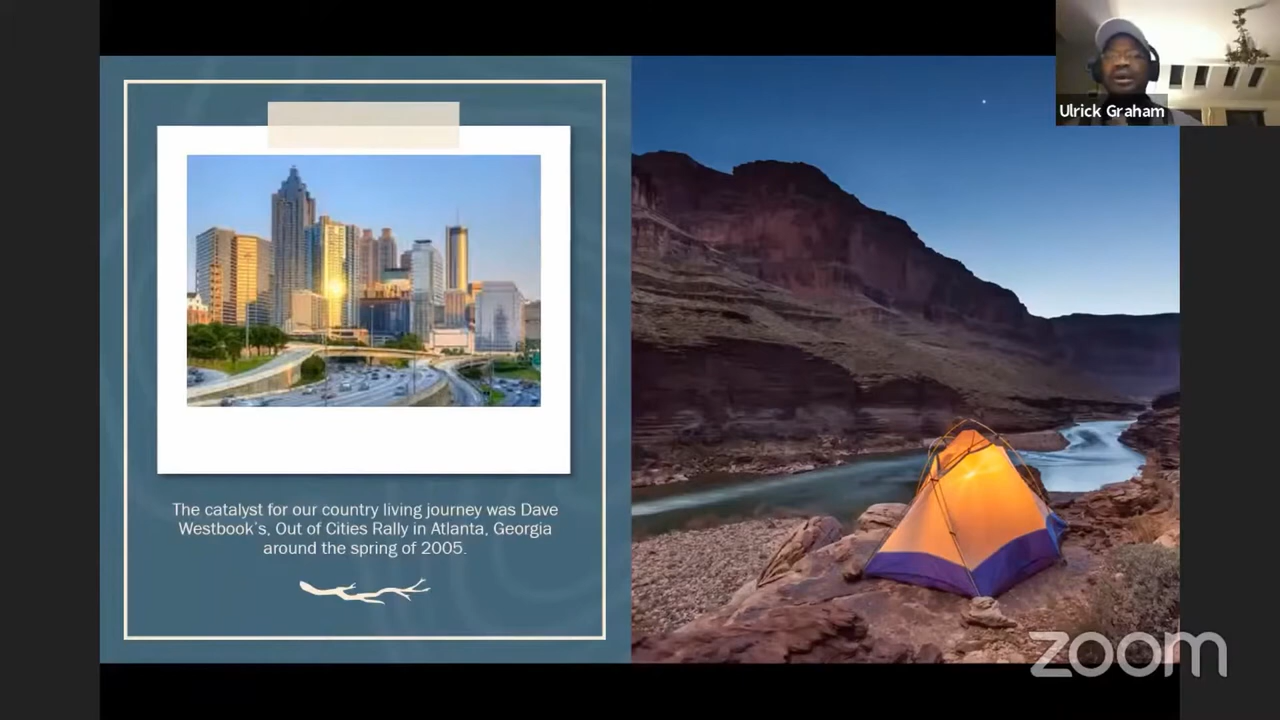 Ulrick Graham
The catalyst for our country living journey was Dave
Westbook's, Out of Cities Rally in Atlanta, Georgia
around the spring of 2005.
zoom